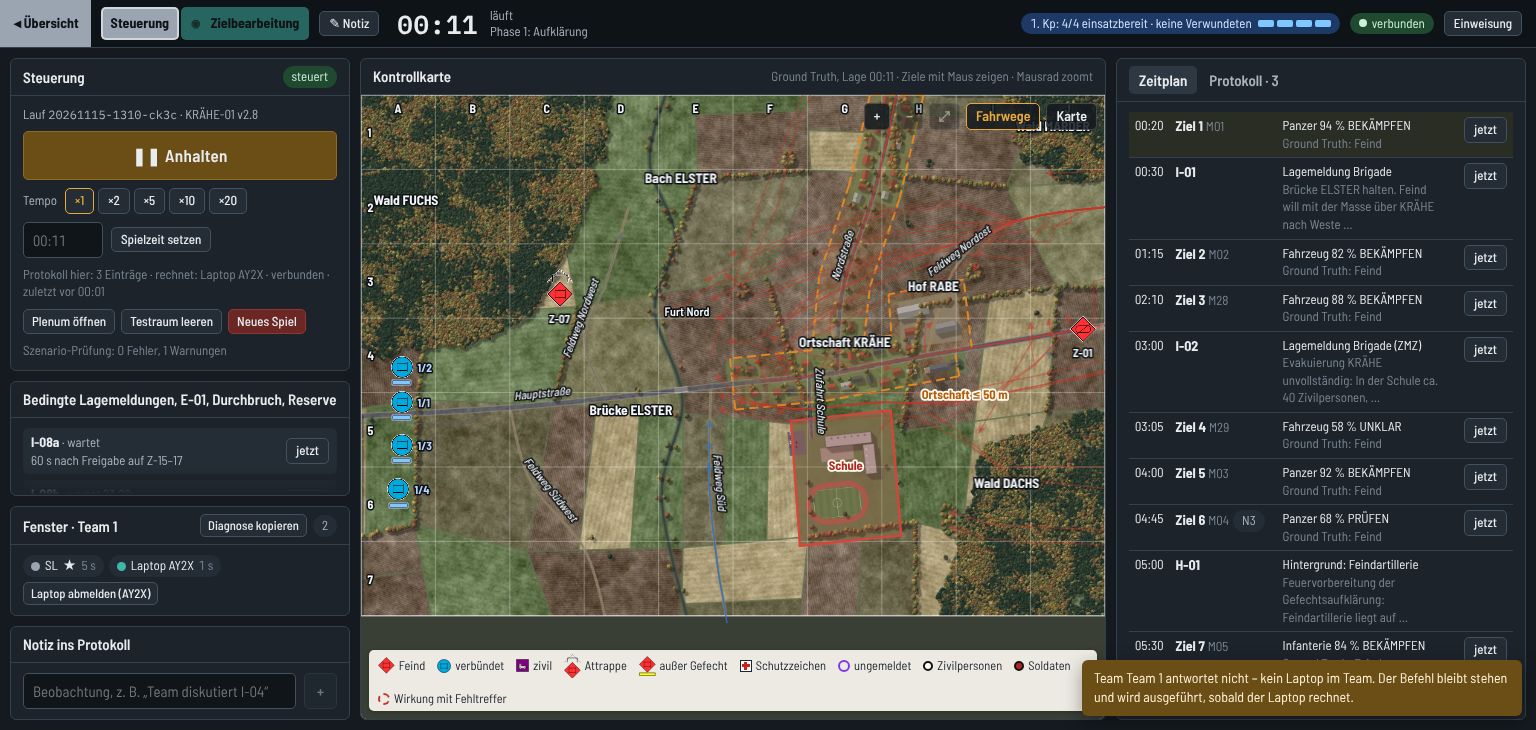 ◂ Übersicht
Steuerung
Zielbearbeitung
✎ Notiz
00:11
läuft
Phase 1: Aufklärung
1. Kp: 4/4 einsatzbereit · keine Verwundeten
verbunden
Einweisung
Steuerung
steuert
Lauf 20261115-1310-ck3c · KRÄHE-01 v2.8
❚❚ Anhalten
Tempo ×1 ×2 ×5 ×10 ×20
00:11 Spielzeit setzen
Protokoll hier: 3 Einträge · rechnet: Laptop AY2X · verbunden ·
zuletzt vor 00:01
Plenum öffnen Testraum leeren Neues Spiel
Szenario-Prüfung: 0 Fehler, 1 Warnungen
Bedingte Lagemeldungen, E-01, Durchbruch, Reserve
I-08a · wartet
60 s nach Freigabe auf Z-15–17
jetzt
Fenster · Team 1 Diagnose kopieren 2
SL ★ 5 s Laptop AY2X 1 s
Laptop abmelden (AY2X)
Notiz ins Protokoll
Beobachtung, z. B. „Team diskutiert I-04“ +
Kontrollkarte
Ground Truth, Lage 00:11 · Ziele mit Maus zeigen · Mausrad zoomt
A B C D E F G H
+ − ⤢ Fahrwege Karte
1
Bach ELSTER
2
Wald FUCHS
Nordstraße
Feldweg Nordost
3
Hof RABE
Z-07
Feldweg Nordwest
Furt Nord
Ortschaft KRÄHE
Z-01
4
1/2
Zufahrt Schule
Hauptstraße
Ortschaft ≤ 50 m
1/1
Brücke ELSTER
5
1/3
Schule
Feldweg Süd
Feldweg Südwest
Wald DACHS
1/4
6
7
Feind verbündet zivil Attrappe außer Gefecht Schutzzeichen ungemeldet Zivilpersonen Soldaten
Wirkung mit Fehltreffer
Zeitplan Protokoll · 3
00:20 Ziel 1 M01 Panzer 94 % BEKÄMPFEN jetzt
Ground Truth: Feind
00:30 I-01 Lagemeldung Brigade jetzt
Brücke ELSTER halten. Feind
will mit der Masse über KRÄHE
nach Weste ...
01:15 Ziel 2 M02 Fahrzeug 82 % BEKÄMPFEN jetzt
Ground Truth: Feind
02:10 Ziel 3 M28 Fahrzeug 88 % BEKÄMPFEN jetzt
Ground Truth: Feind
03:00 I-02 Lagemeldung Brigade (ZMZ) jetzt
Evakuierung KRÄHE
unvollständig: In der Schule ca.
40 Zivilpersonen, ...
03:05 Ziel 4 M29 Fahrzeug 58 % UNKLAR jetzt
Ground Truth: Feind
04:00 Ziel 5 M03 Panzer 92 % BEKÄMPFEN jetzt
Ground Truth: Feind
04:45 Ziel 6 M04 N3 Panzer 68 % PRÜFEN jetzt
Ground Truth: Feind
05:00 H-01 Hintergrund: Feindartillerie
Feuervorbereitung der
Gefechtsaufklärung:
Feindartillerie liegt auf ...
05:30 Ziel 7 M05 Infanterie 84 % BEKÄMPFEN jetzt
Team Team 1 antwortet nicht – kein Laptop im Team. Der Befehl bleibt stehen
und wird ausgeführt, sobald der Laptop rechnet.